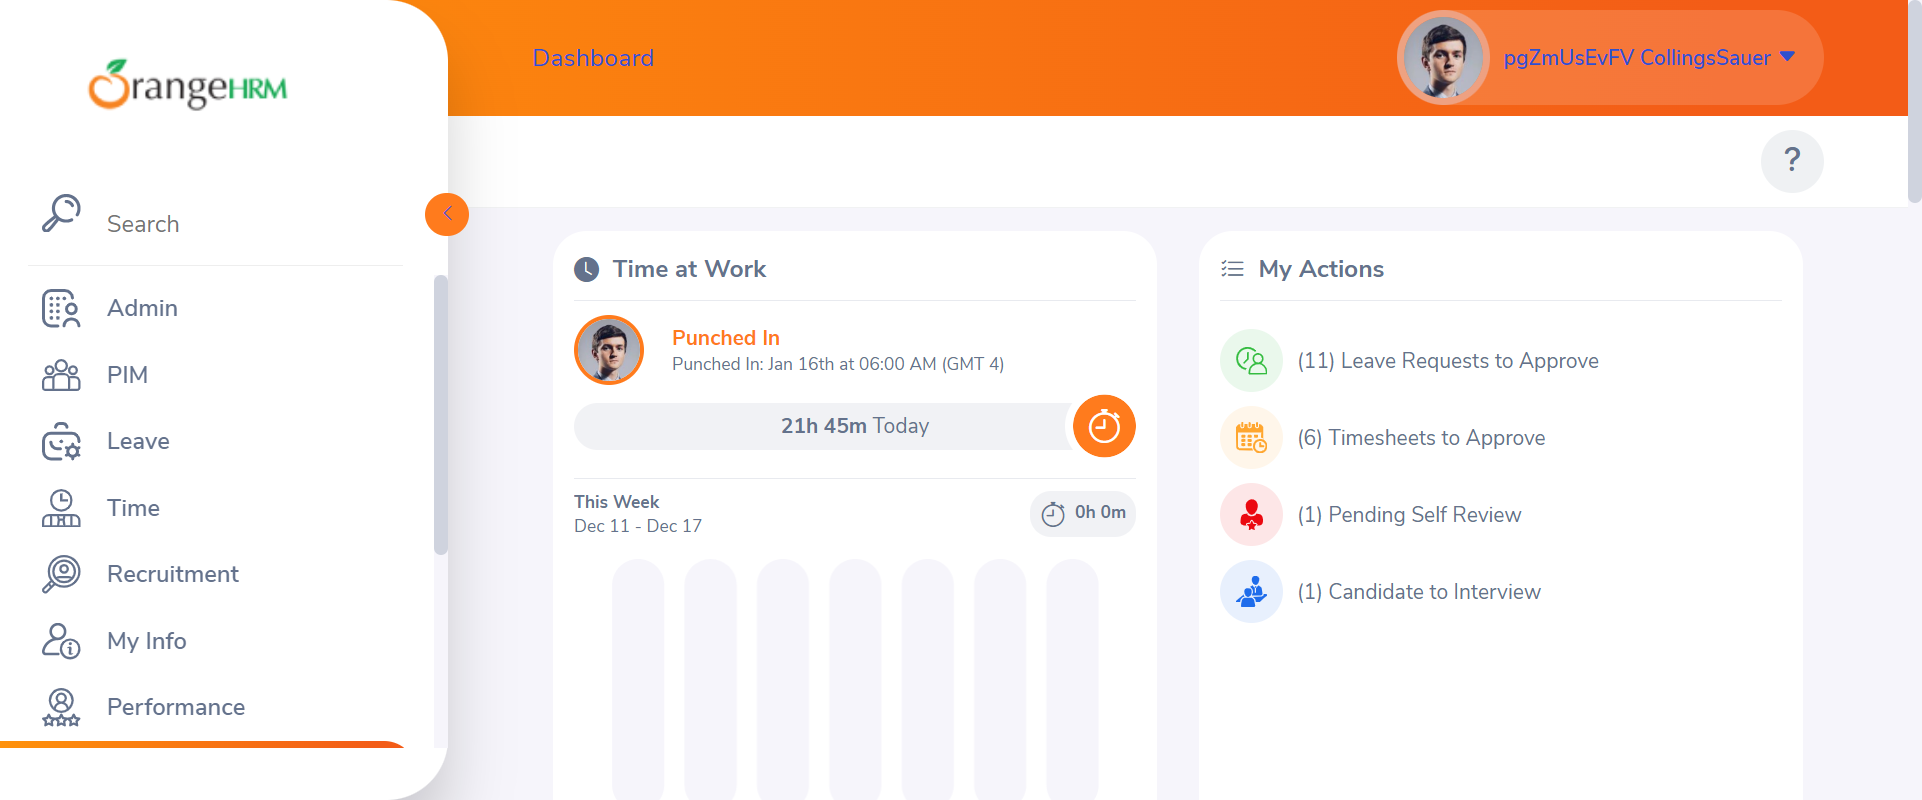 OrangeHRM
Search
Admin
PIM
Leave
Time
Recruitment
My Info
Performance
Dashboard
pgZmUsEvFV CollingsSauer
?
Time at Work
Punched In
Punched In: Jan 16th at 06:00 AM (GMT 4)
21h 45m Today
This Week
Dec 11 - Dec 17
0h 0m
My Actions
(11) Leave Requests to Approve
(6) Timesheets to Approve
(1) Pending Self Review
(1) Candidate to Interview